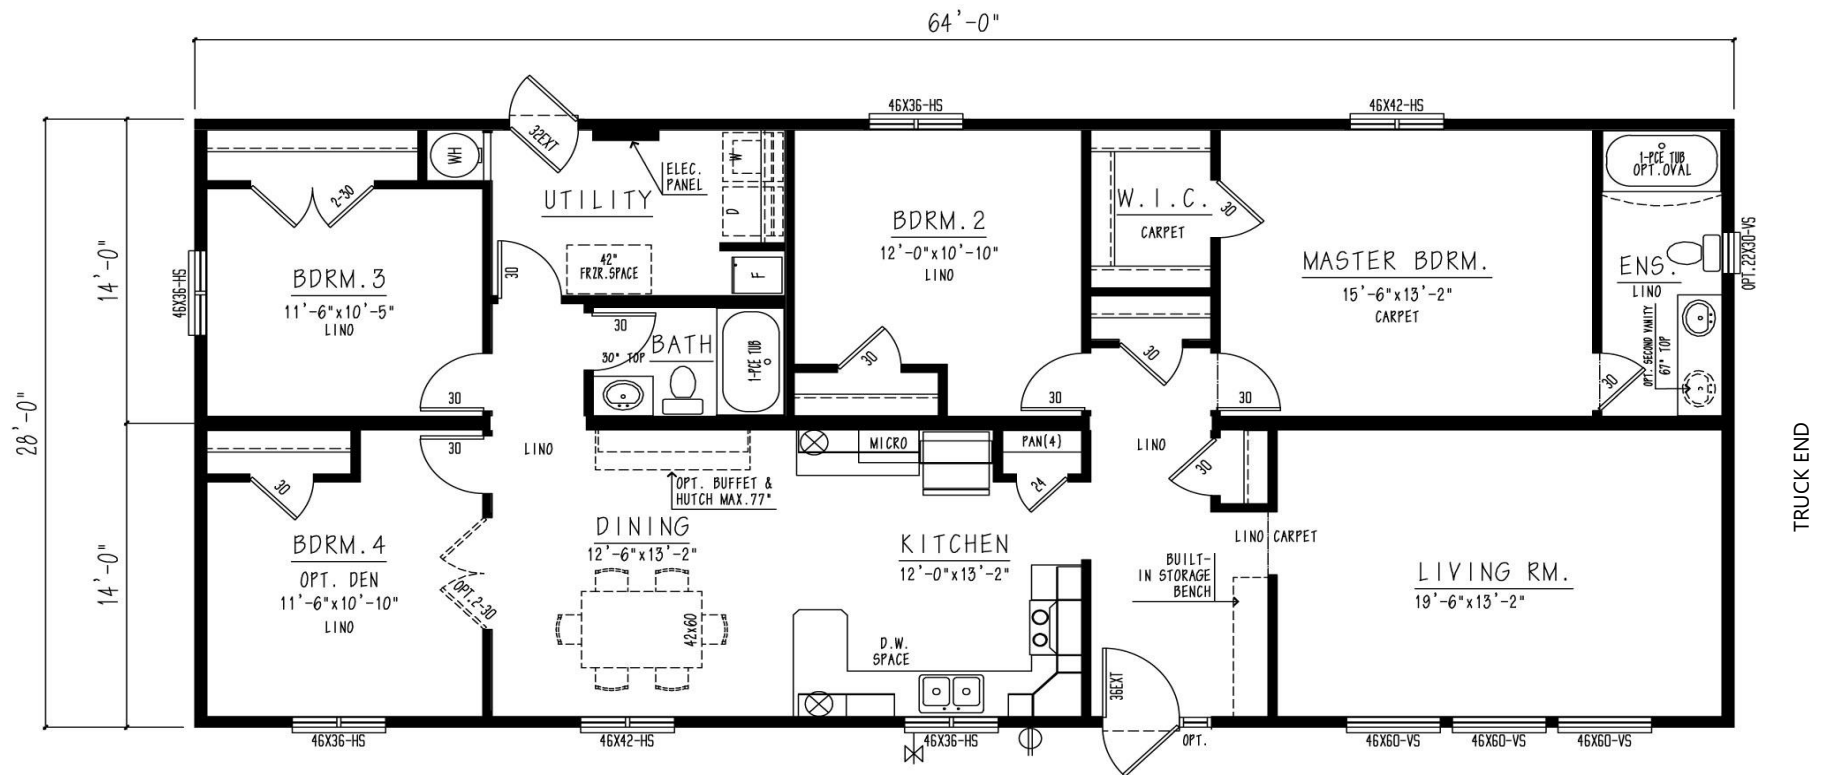 64'-0"
46X36-HS
46X42-HS
32EXT
WH
ELEC.
PANEL
W
D
1-PCE TUB
OPT.OVAL
2-30
UTILITY
BDRM.2
12'-0"x10'-10"
LINO
W.I.C.
CARPET
30
MASTER BDRM.
15'-6"x13'-2"
CARPET
ENS.
LINO
OPT.22X30-VS
14'-0"
46X36-HS
BDRM.3
11'-6"x10'-5"
LINO
30
42"
FRZR.SPACE
F
30
30" TOP
BATH
1-PCE TUB
30
30
OPT.SECOND VANITY
67" TOP
30
30
30
30
28'-0"
30
LINO
MICRO
PAN(4)
LINO
30
30
24
OPT. BUFFET &
HUTCH MAX.77"
TRUCK END
14'-0"
BDRM.4
OPT. DEN
11'-6"x10'-10"
LINO
OPT.2-30
DINING
12'-6"x13'-2"
42x60
KITCHEN
12'-0"x13'-2"
D.W.
SPACE
LINO
CARPET
BUILT-
IN STORAGE
BENCH
LIVING RM.
19'-6"x13'-2"
36EXT
46X36-HS
46X42-HS
46X36-HS
OPT.
46X60-VS
46X60-VS
46X60-VS